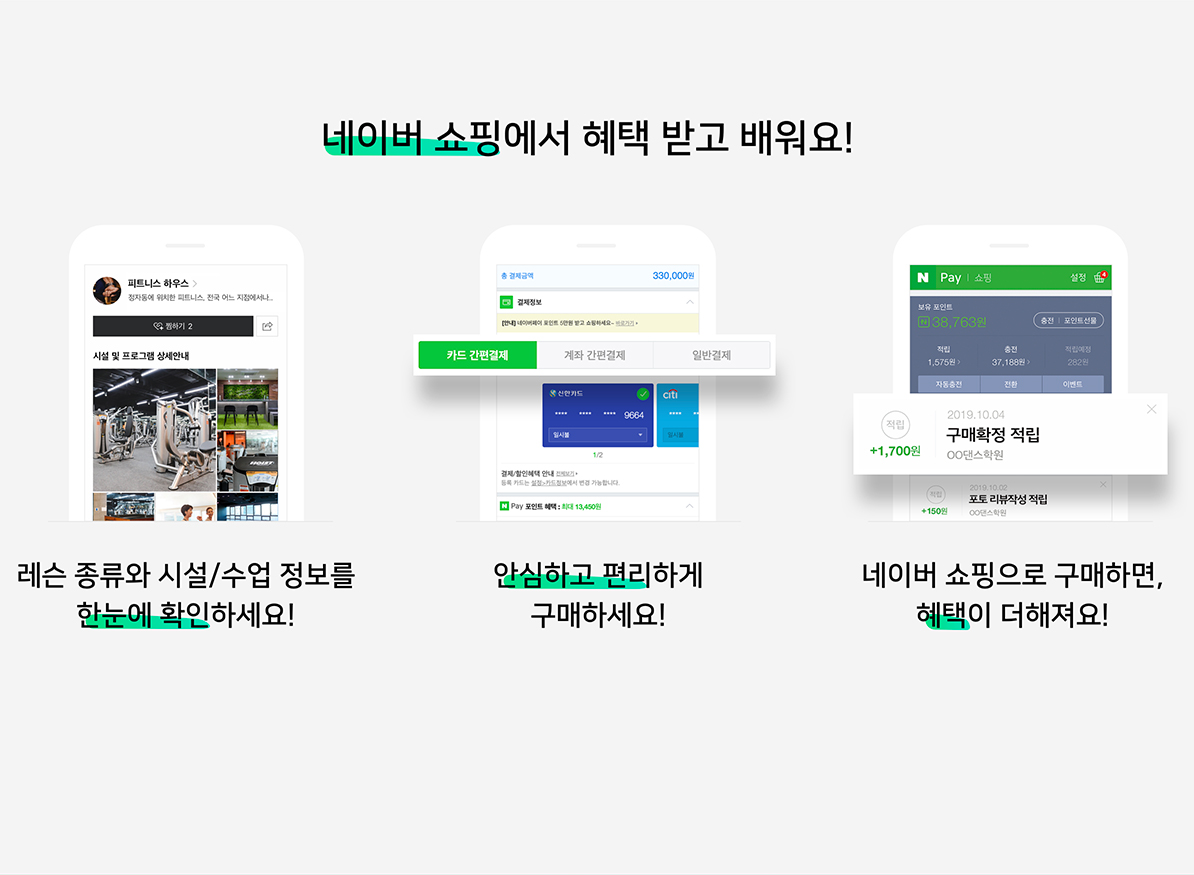 네이버 쇼핑에서 혜택 받고 배워요!
피트니스 하우스 >
정자동에 위치한 피트니스, 전국 어느 지점에서나..
찜하기 2
시설 및 프로그램 상세안내
HOIST
레슨 종류와 시설/수업 정보를
한눈에 확인하세요!
총 결제금액 330,000원
결제정보
[안내] 네이버페이 포인트 5만원 받고 쇼핑하세요~ 바로가기
카드 간편결제 계좌 간편결제 일반결제
신한카드 citi
**** **** **** 9664 **** ****
일시불 일시불
1/2
결제/할인혜택 안내 전체보기
등록 카드는 설정>카드정보에서 변경 가능합니다.
N Pay 포인트 혜택 : 최대 13,450원
안심하고 편리하게
구매하세요!
N Pay | 쇼핑 설정 4
보유 포인트
N 38,763원 충전 | 포인트선물
적립 충전 적립예정
1,575원 > 37,188원 > 282원
자동충전 전환 이벤트
적립
+1,700원
2019.10.04
구매확정 적립
OO댄스학원
적립
+150원
2019.10.02
포토 리뷰작성 적립
OO댄스학원
네이버 쇼핑으로 구매하면,
혜택이 더해져요!